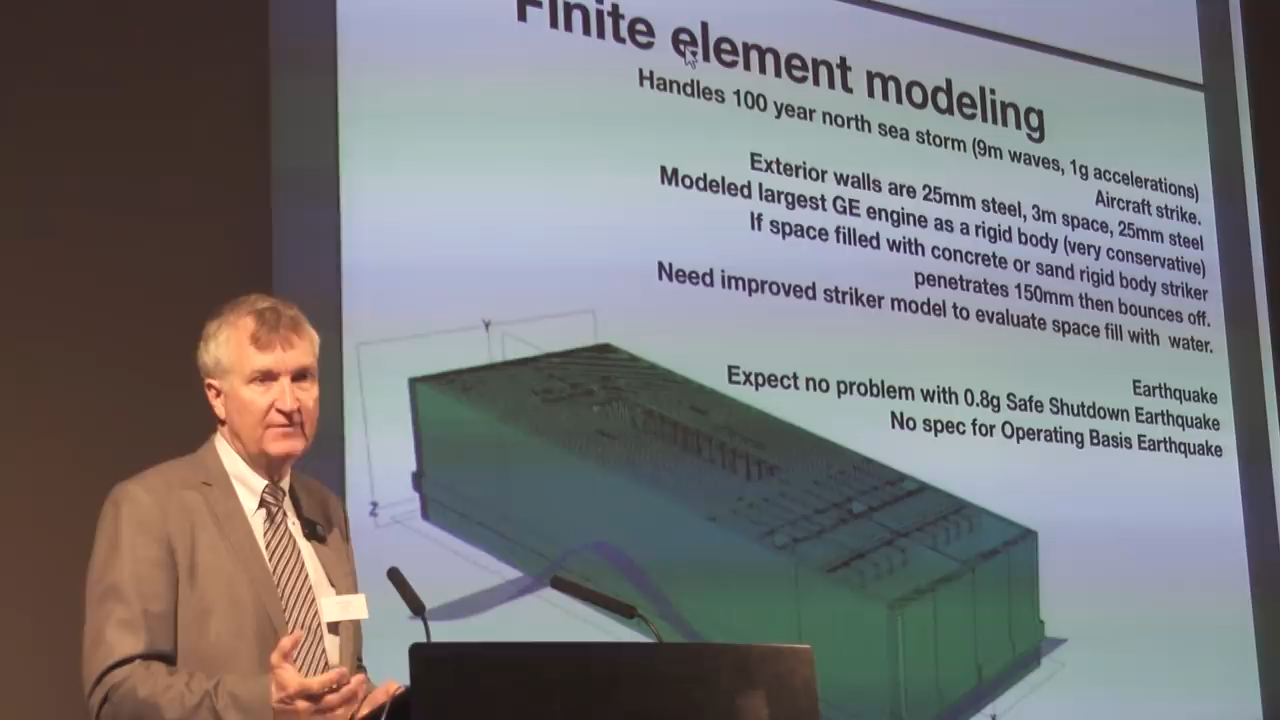 Finite element modeling
Handles 100 year north sea storm (9m waves, 1g accelerations)
Aircraft strike.
Exterior walls are 25mm steel, 3m space, 25mm steel
Modeled largest GE engine as a rigid body (very conservative)
If space filled with concrete or sand rigid body striker
penetrates 150mm then bounces off.
Need improved striker model to evaluate space fill with water.
Earthquake
Expect no problem with 0.8g Safe Shutdown Earthquake
No spec for Operating Basis Earthquake
Y
Z